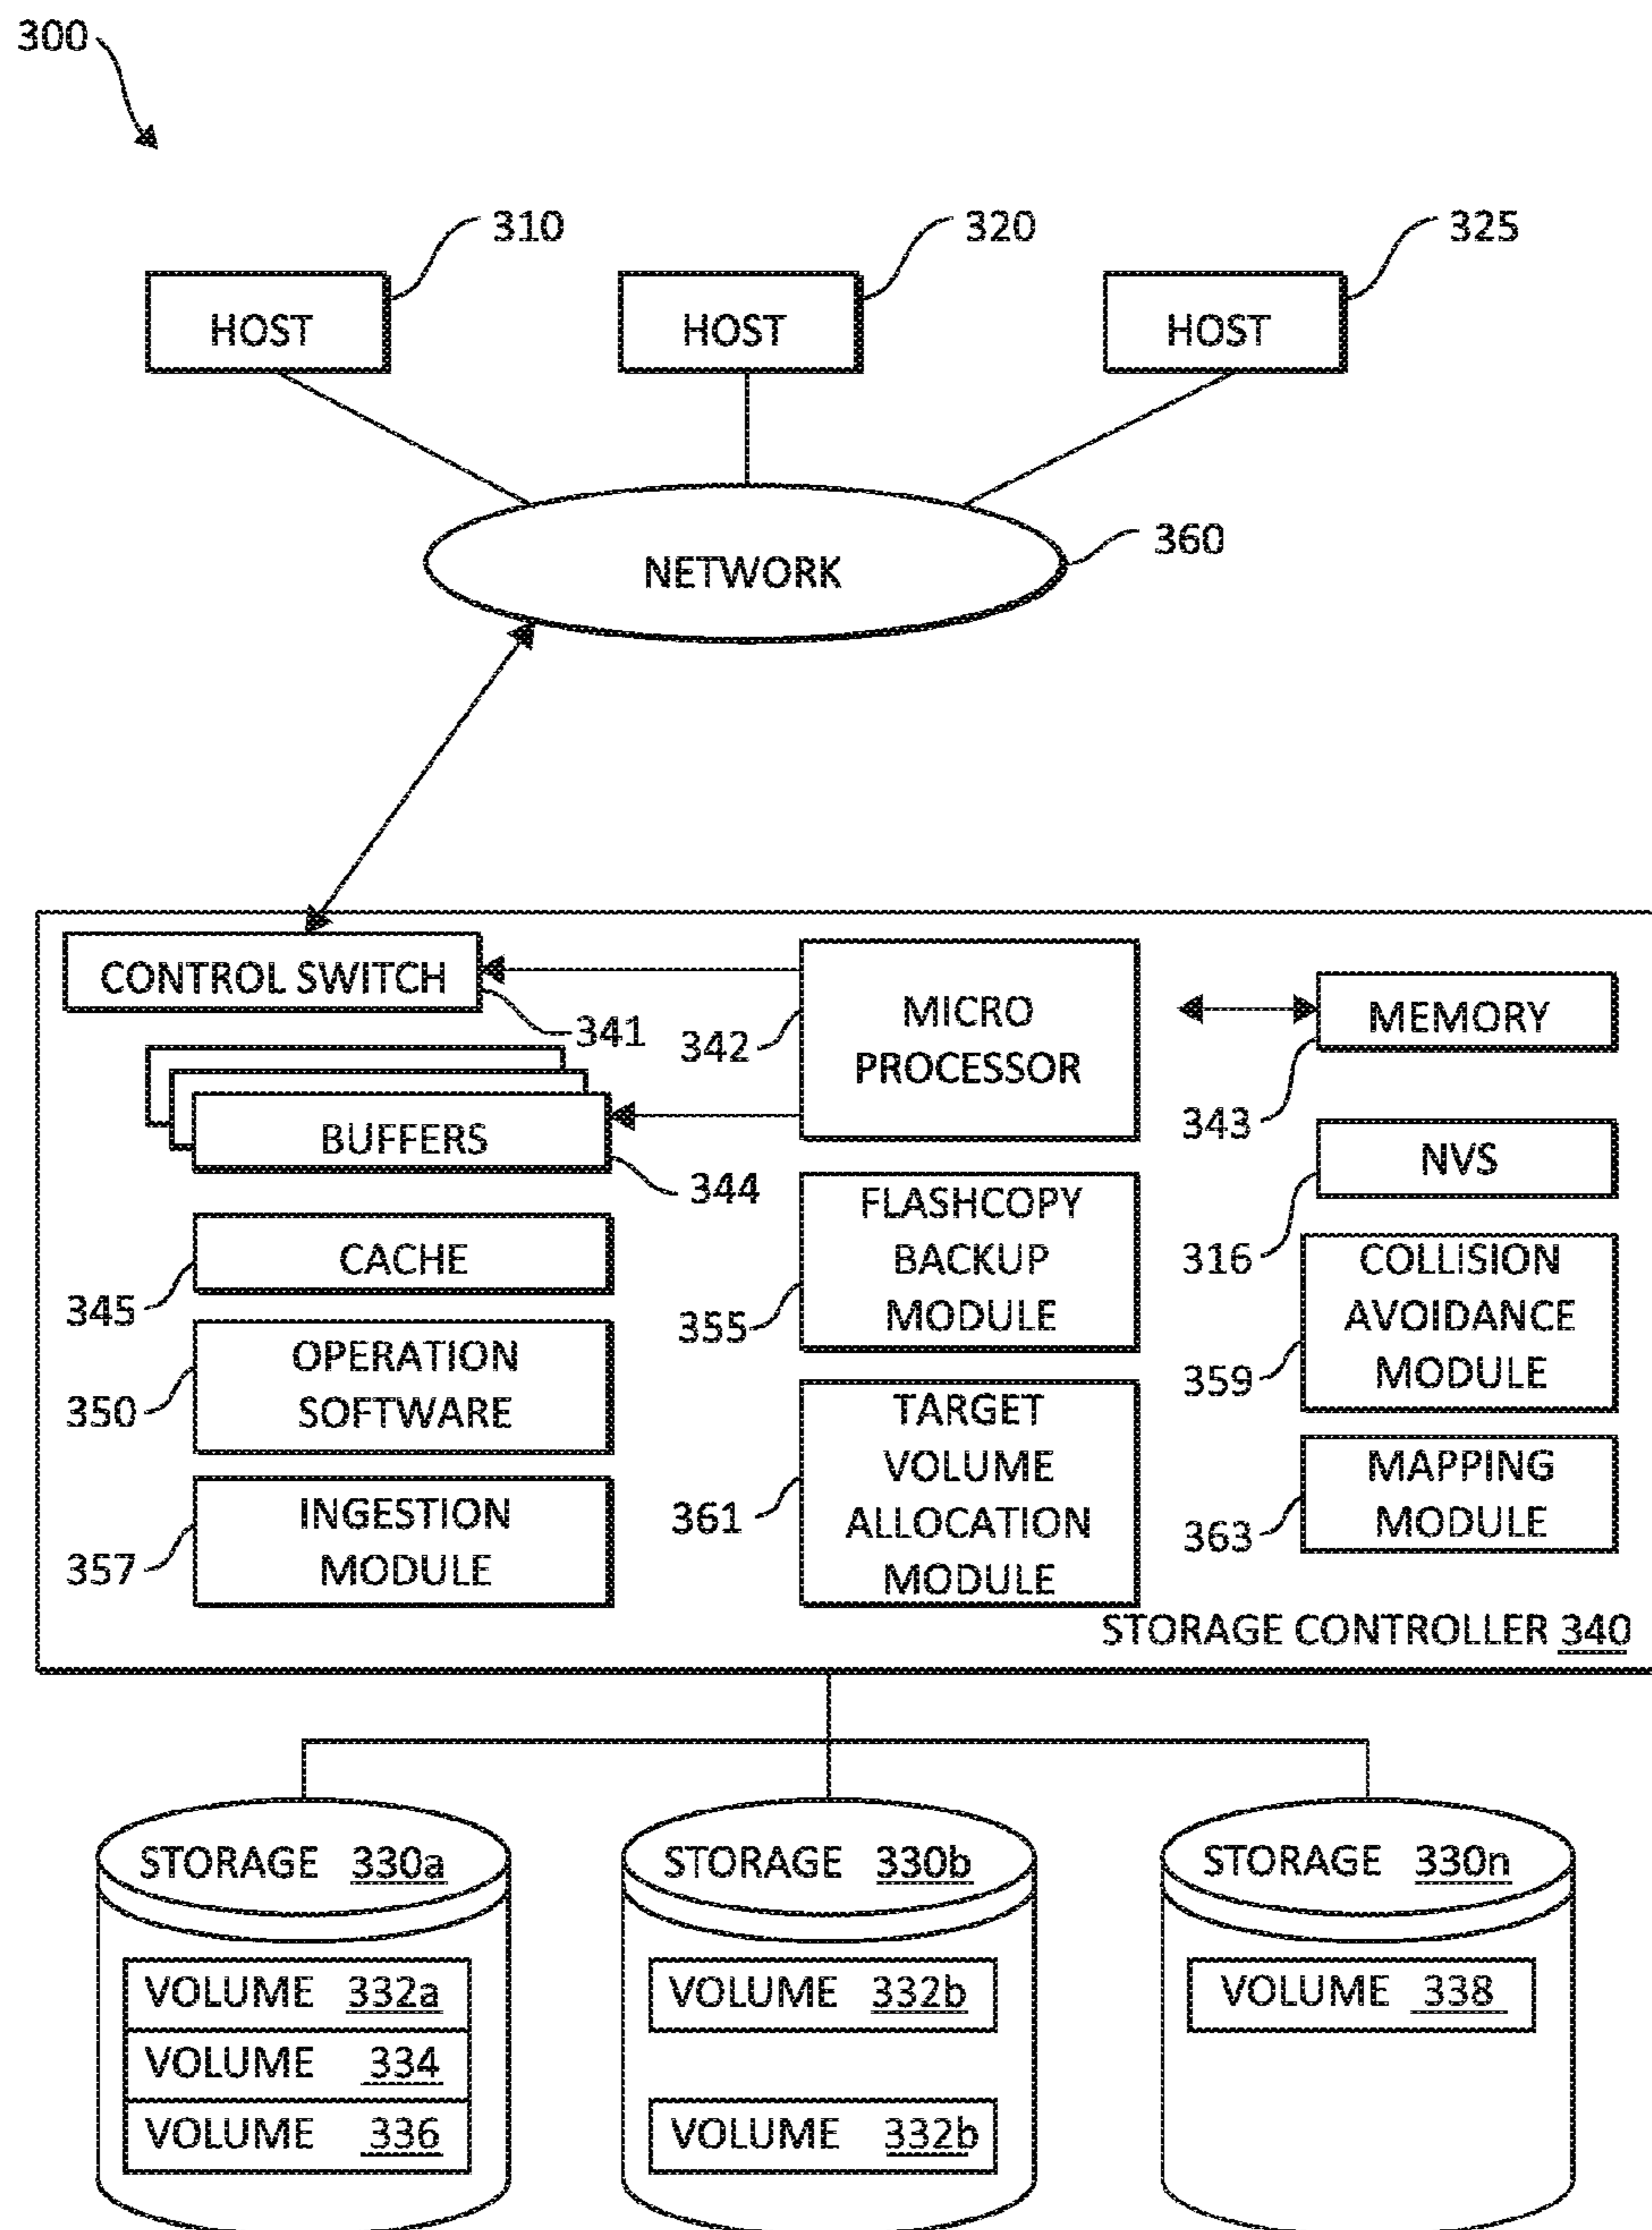 300
310
320
325
HOST
HOST
HOST
360
NETWORK
CONTROL SWITCH
341
342
MICRO
PROCESSOR
MEMORY
343
BUFFERS
344
NVS
316
CACHE
345
FLASHCOPY
BACKUP
MODULE
355
COLLISION
AVOIDANCE
MODULE
359
OPERATION
SOFTWARE
350
TARGET
VOLUME
ALLOCATION
MODULE
361
MAPPING
MODULE
363
INGESTION
MODULE
357
STORAGE CONTROLLER 340
STORAGE 330a
VOLUME 332a
VOLUME 334
VOLUME 336
STORAGE 330b
VOLUME 332b
VOLUME 332b
STORAGE 330n
VOLUME 338